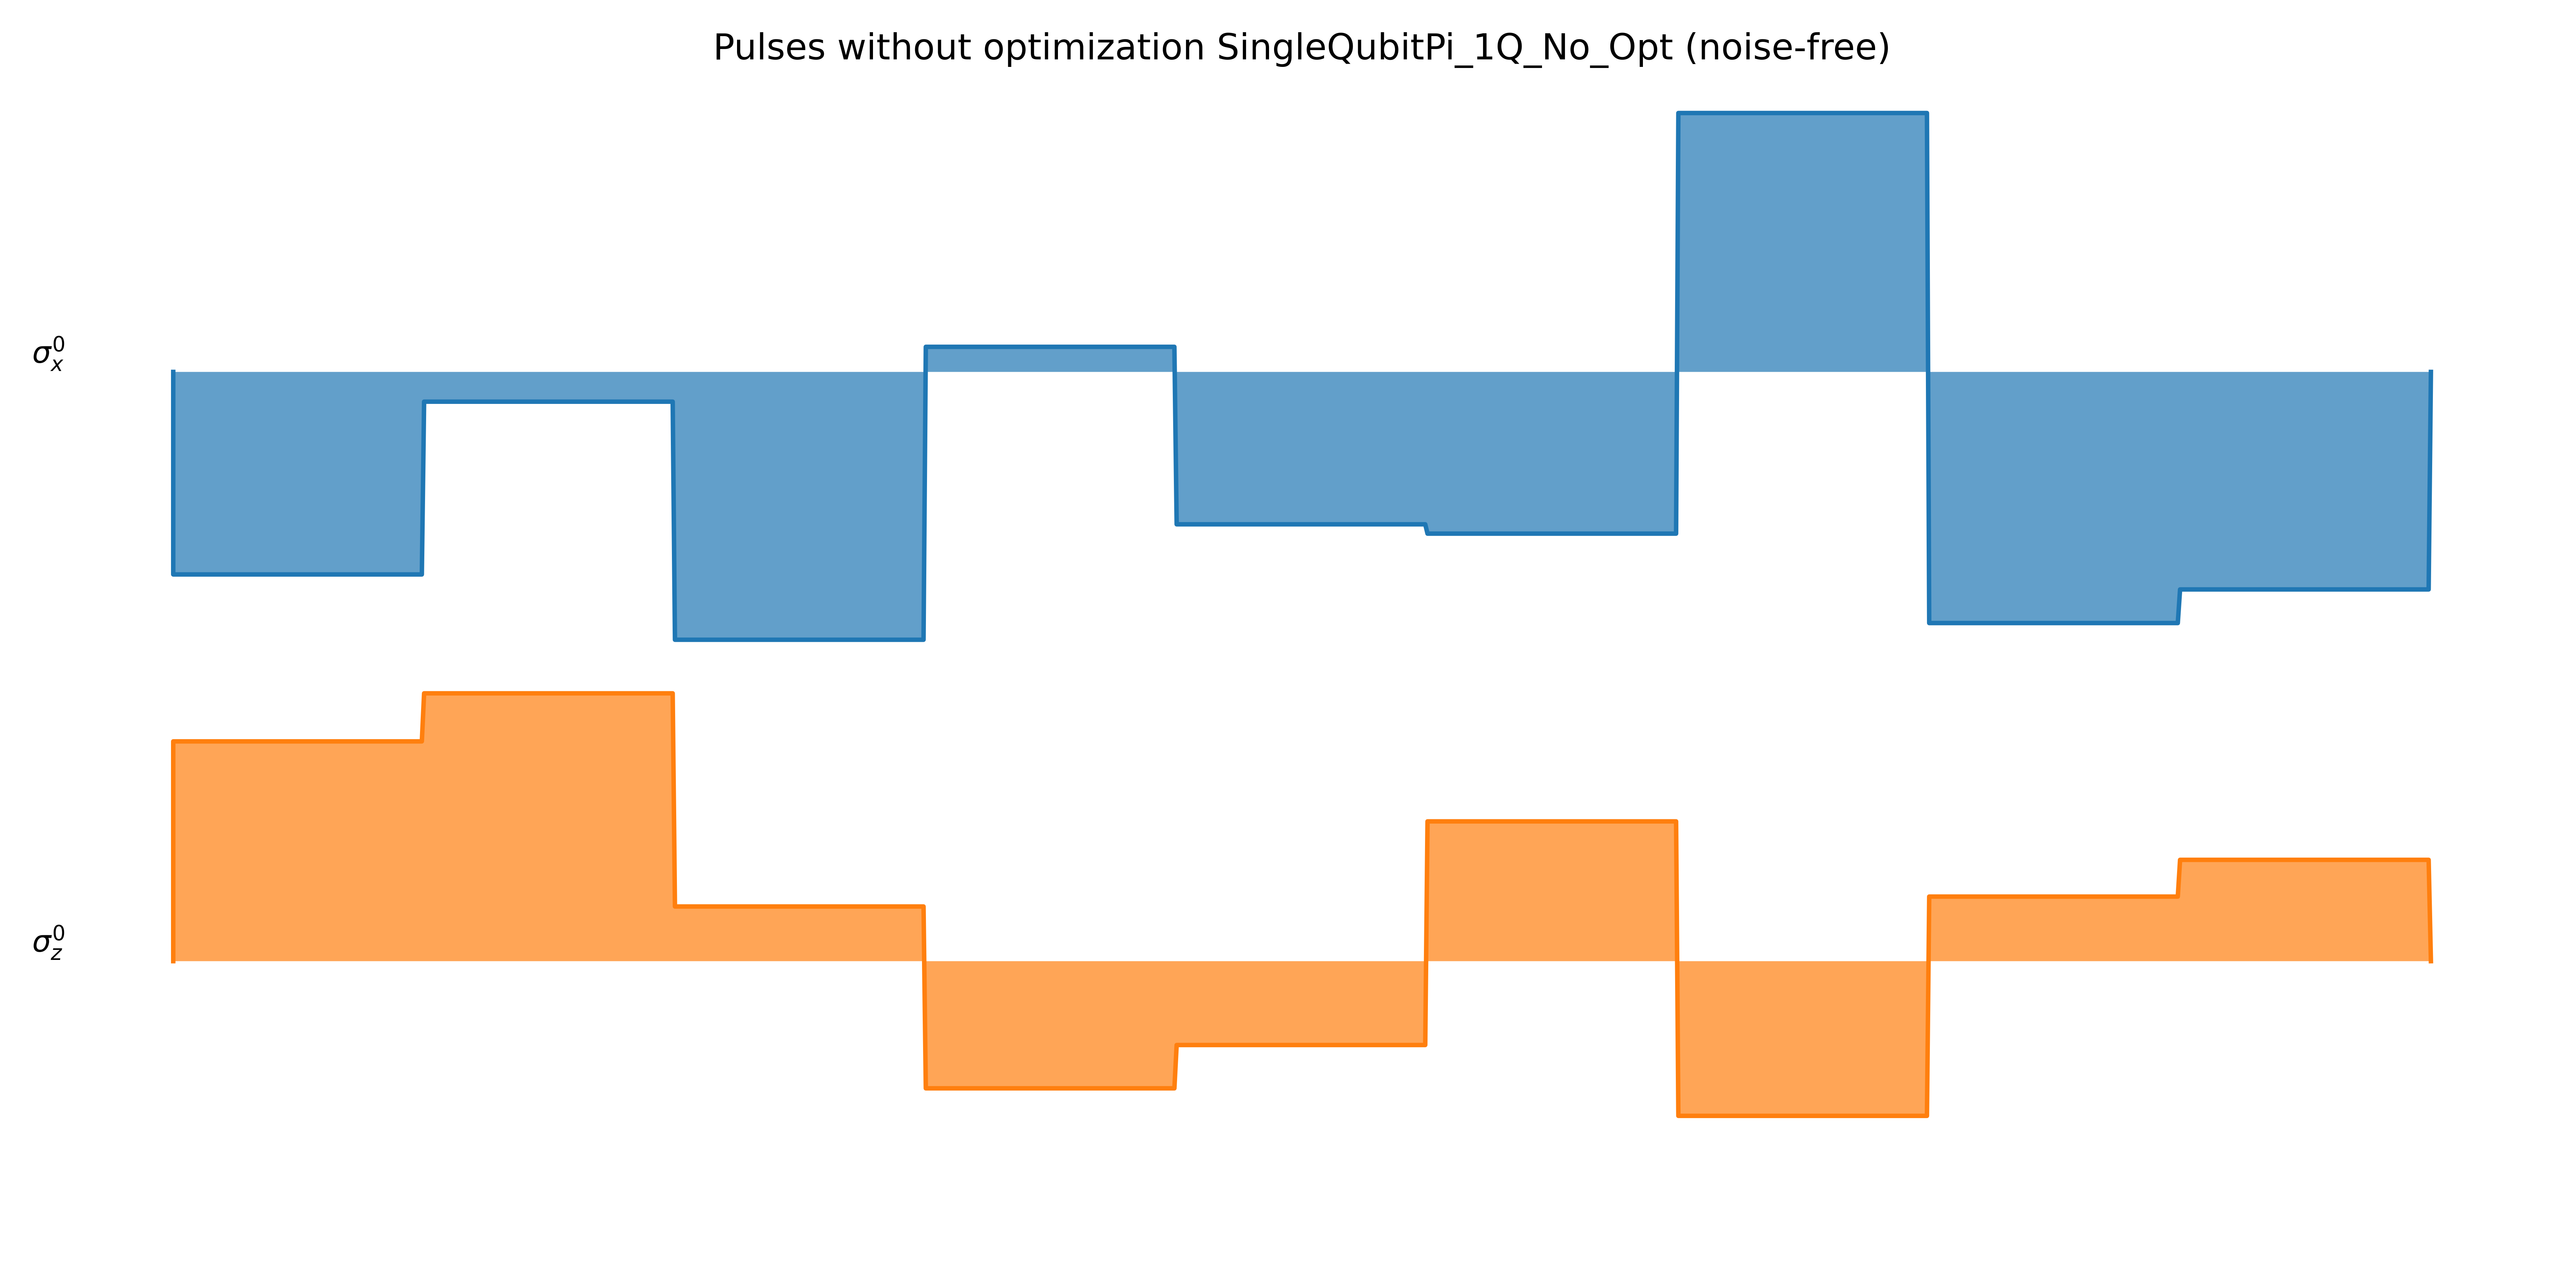 Pulses without optimization SingleQubitPi_1Q_No_Opt (noise-free)
σ_x^0
σ_z^0